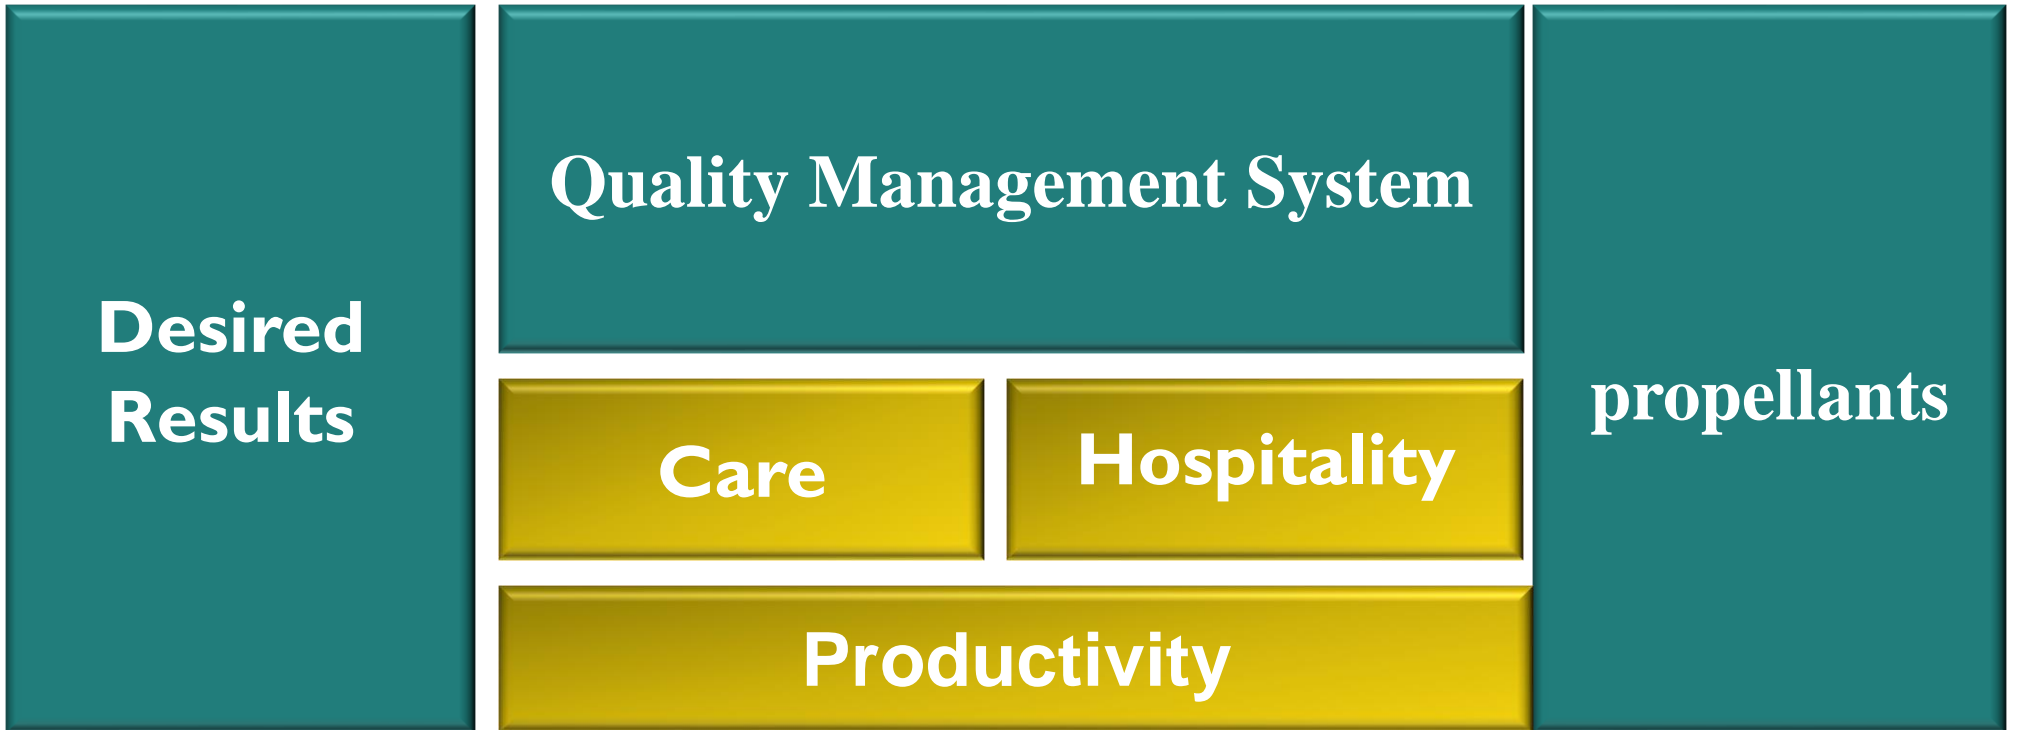 Desired
Results
Quality Management System
Care
Hospitality
Productivity
propellants